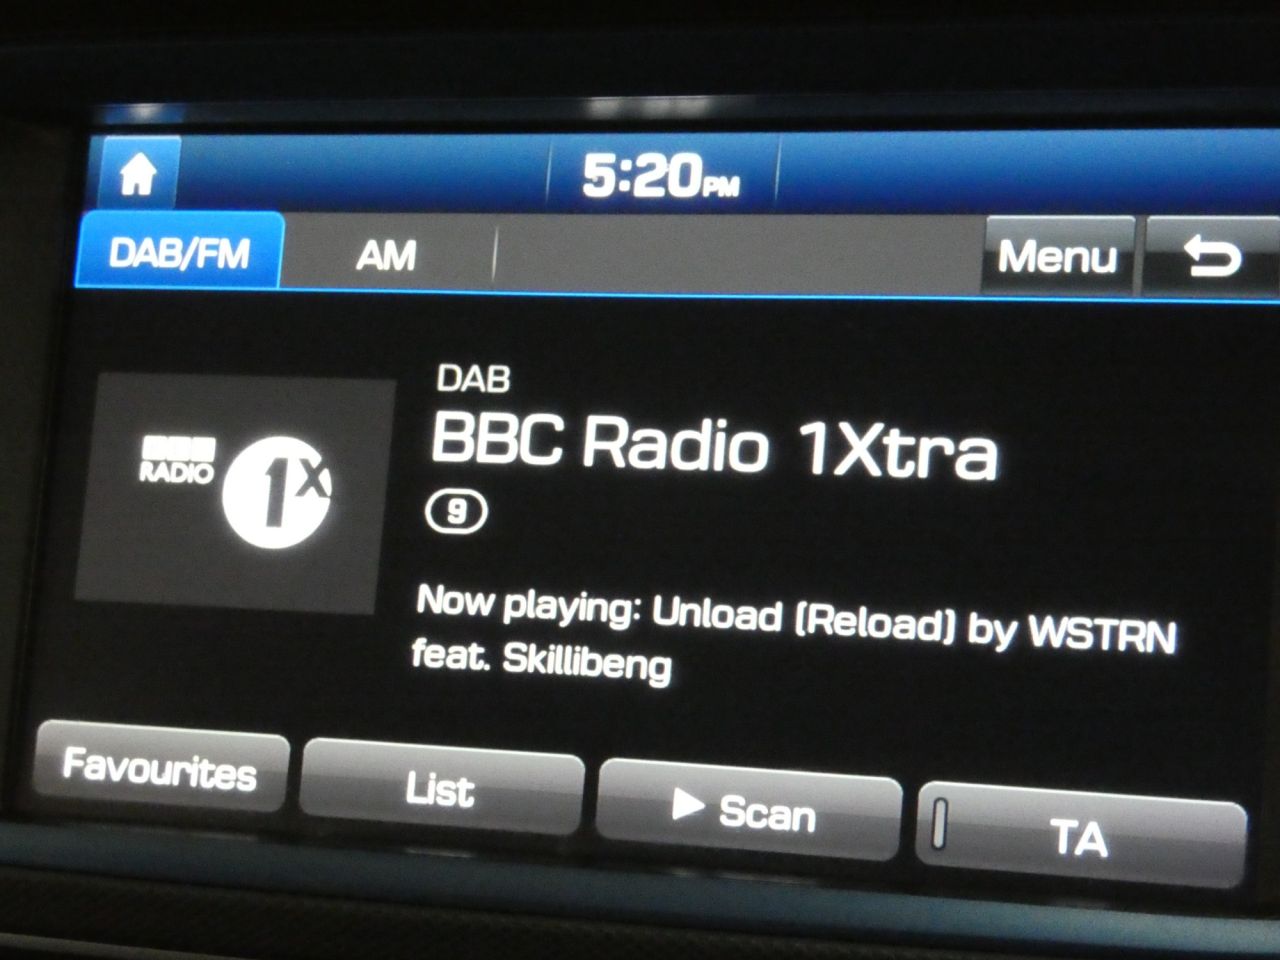 5:20PM
DAB/FM
AM
Menu
DAB
BBC Radio 1Xtra
BBC
RADIO
1X
9
Now playing: Unload (Reload) by WSTRN
feat. Skillibeng
Favourites
List
Scan
TA